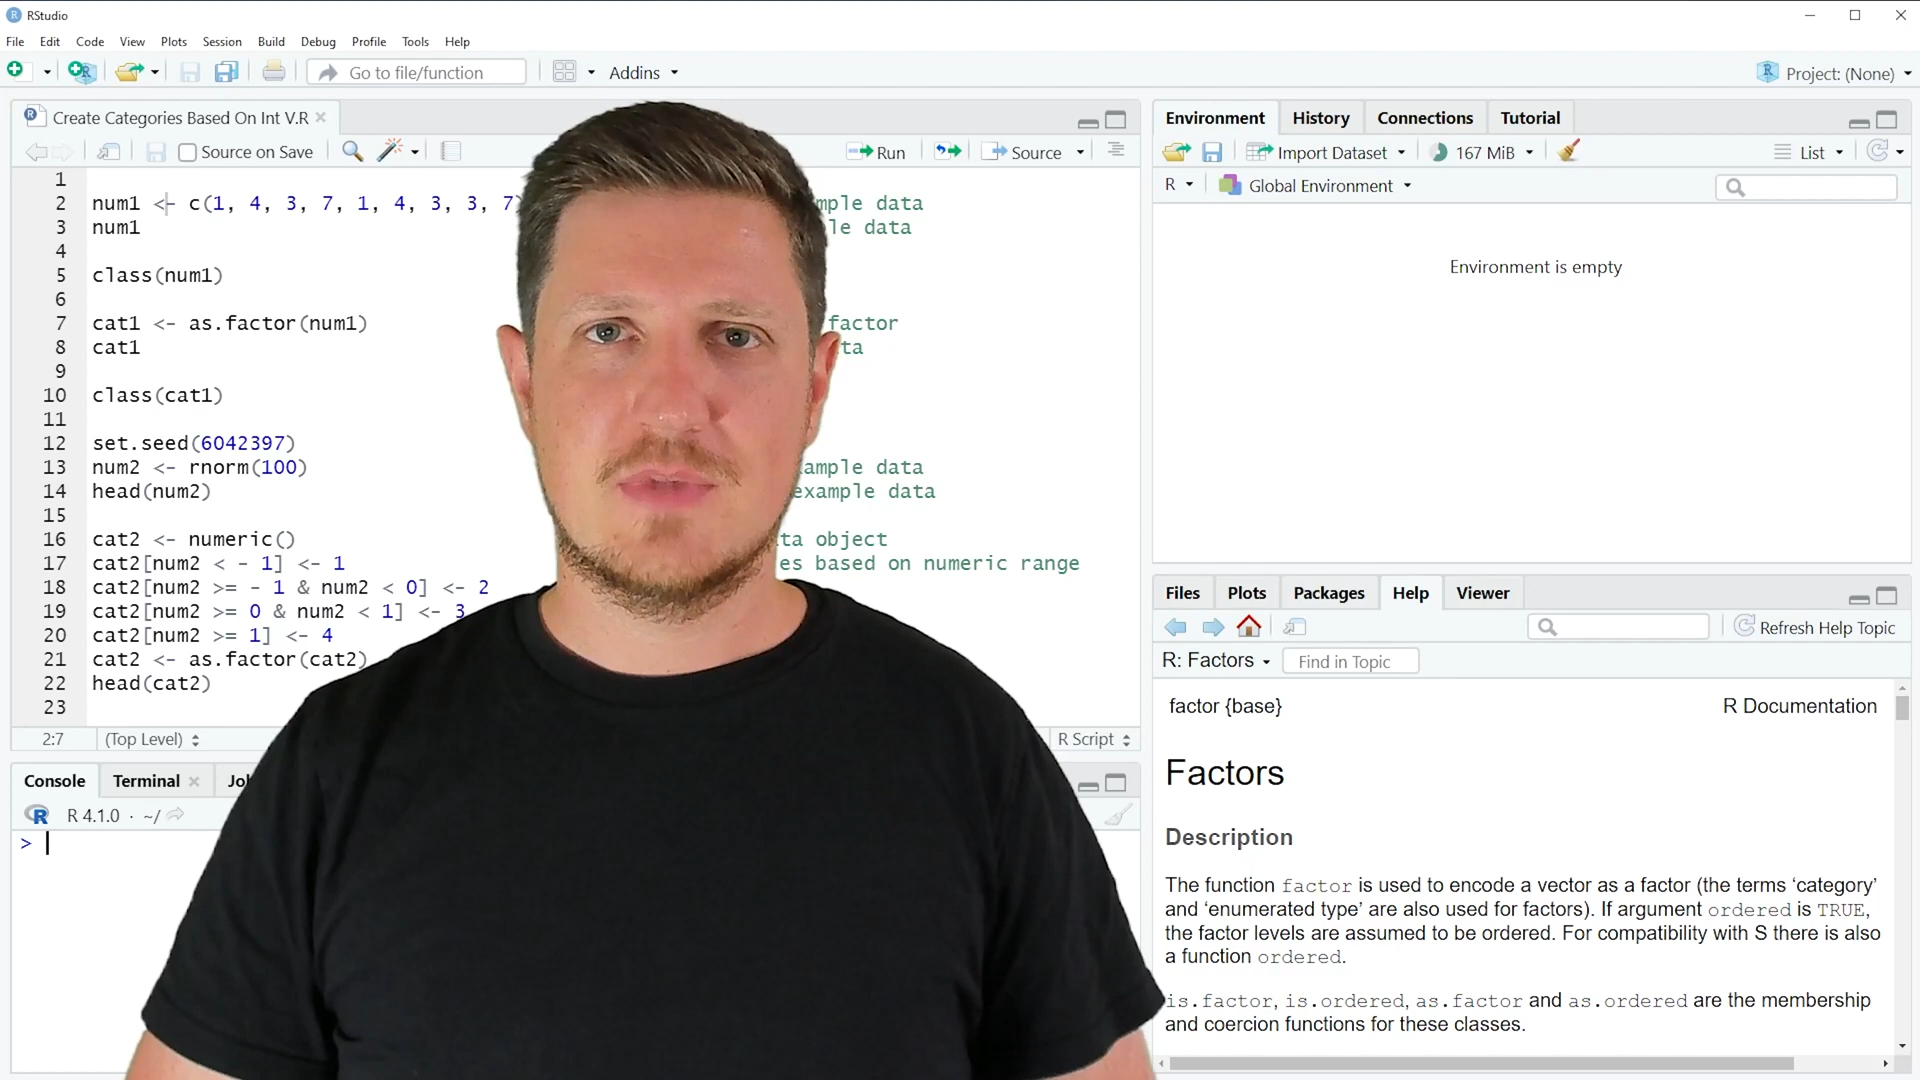 RStudio
File Edit Code View Plots Session Build Debug Profile Tools Help
Go to file/function Addins Project: (None)
Create Categories Based On Int V.R
Source on Save Run Source
1
2 num1 <- c(1, 4, 3, 7, 1, 4, 3, 3, 7) data
3 num1 data
4
5 class(num1)
6
7 cat1 <- as.factor(num1) factor
8 cat1
9
10 class(cat1)
11
12 set.seed(6042397)
13 num2 <- rnorm(100) data
14 head(num2) example data
15
16 cat2 <- numeric() object
17 cat2[num2 < - 1] <- 1 based on numeric range
18 cat2[num2 >= - 1 & num2 < 0] <- 2
19 cat2[num2 >= 0 & num2 < 1] <- 3
20 cat2[num2 >= 1] <- 4
21 cat2 <- as.factor(cat2)
22 head(cat2)
23
2:7 (Top Level) R Script
Console Terminal
R 4.1.0 · ~/
>
Environment History Connections Tutorial
Import Dataset 167 MiB List
R Global Environment
Environment is empty
Files Plots Packages Help Viewer
Refresh Help Topic
R: Factors Find in Topic
factor {base} R Documentation
Factors
Description
The function factor is used to encode a vector as a factor (the terms ‘category’
and ‘enumerated type’ are also used for factors). If argument ordered is TRUE,
the factor levels are assumed to be ordered. For compatibility with S there is also
a function ordered.
is.factor, is.ordered, as.factor and as.ordered are the membership
and coercion functions for these classes.